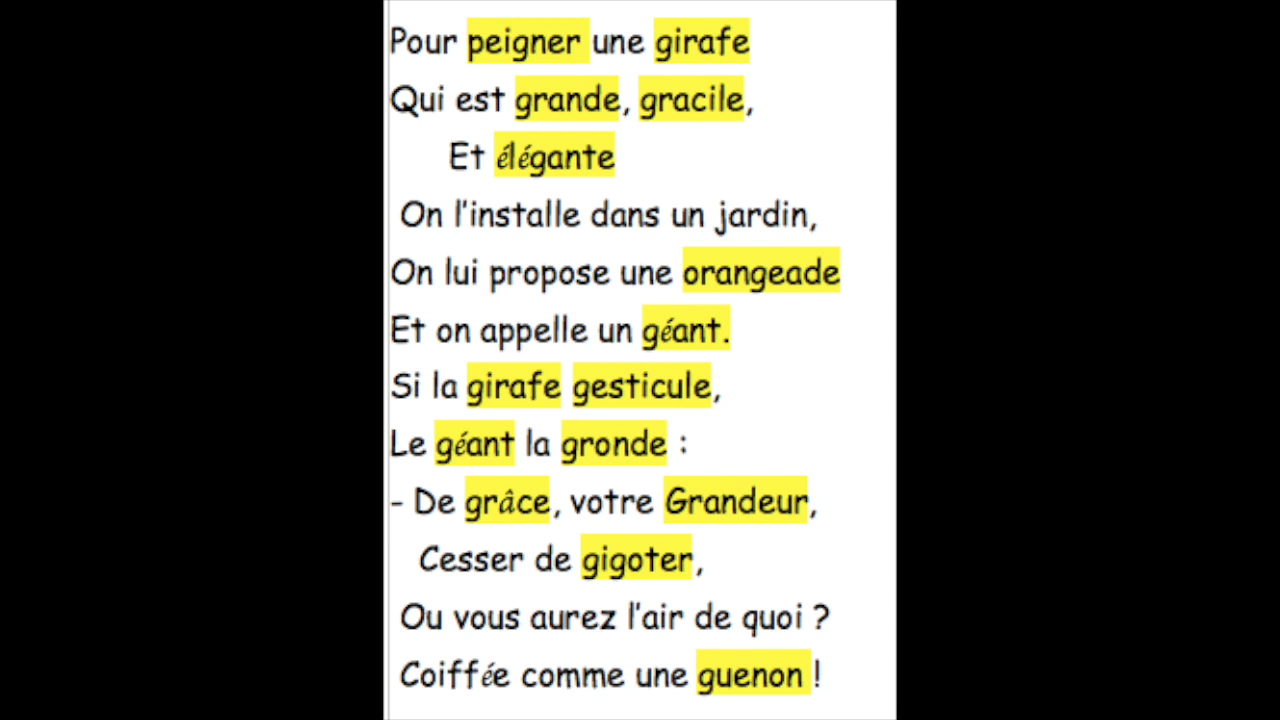 Pour peigner une girafe
Qui est grande, gracile,
Et élégante
On l'installe dans un jardin,
On lui propose une orangeade
Et on appelle un géant.
Si la girafe gesticule,
Le géant la gronde :
- De grâce, votre Grandeur,
Cesser de gigoter,
Ou vous aurez l'air de quoi ?
Coiffée comme une guenon !